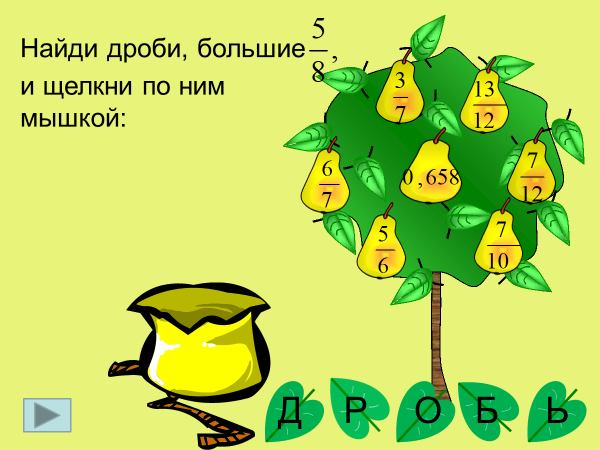 Найди дроби, большие 5/8,
и щелкни по ним
мышкой:
3/7
13/12
6/7
0,658
7/12
5/6
7/10
Д Р О Б Ь